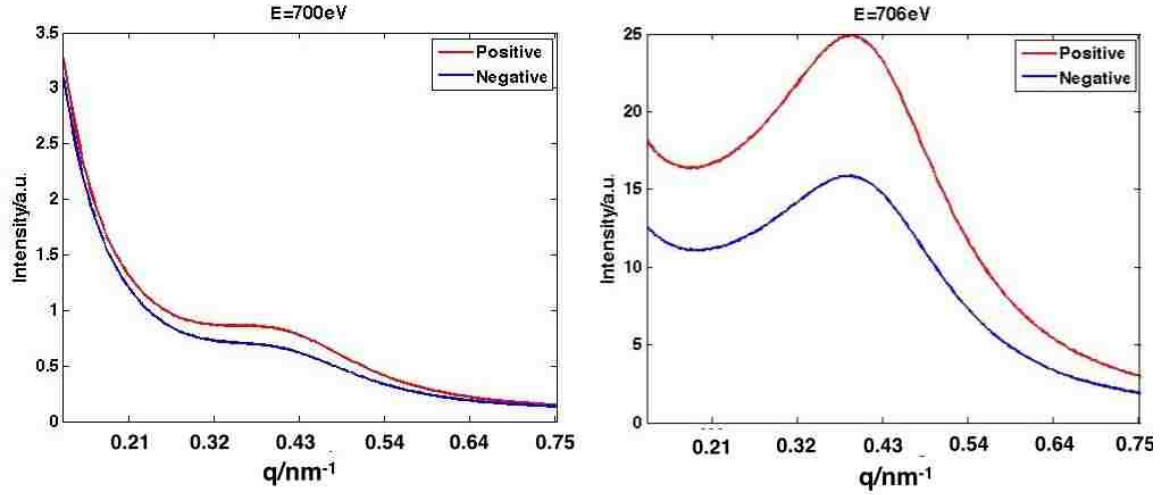 E=700eV
3.5
3
2.5
2
1.5
1
0.5
0
Intensity/a.u.
Positive
Negative
0.21 0.32 0.43 0.54 0.64 0.75
q/nm-1
E=706eV
25
20
15
10
5
0
Intensity/a.u.
Positive
Negative
0.21 0.32 0.43 0.54 0.64 0.75
q/nm-1